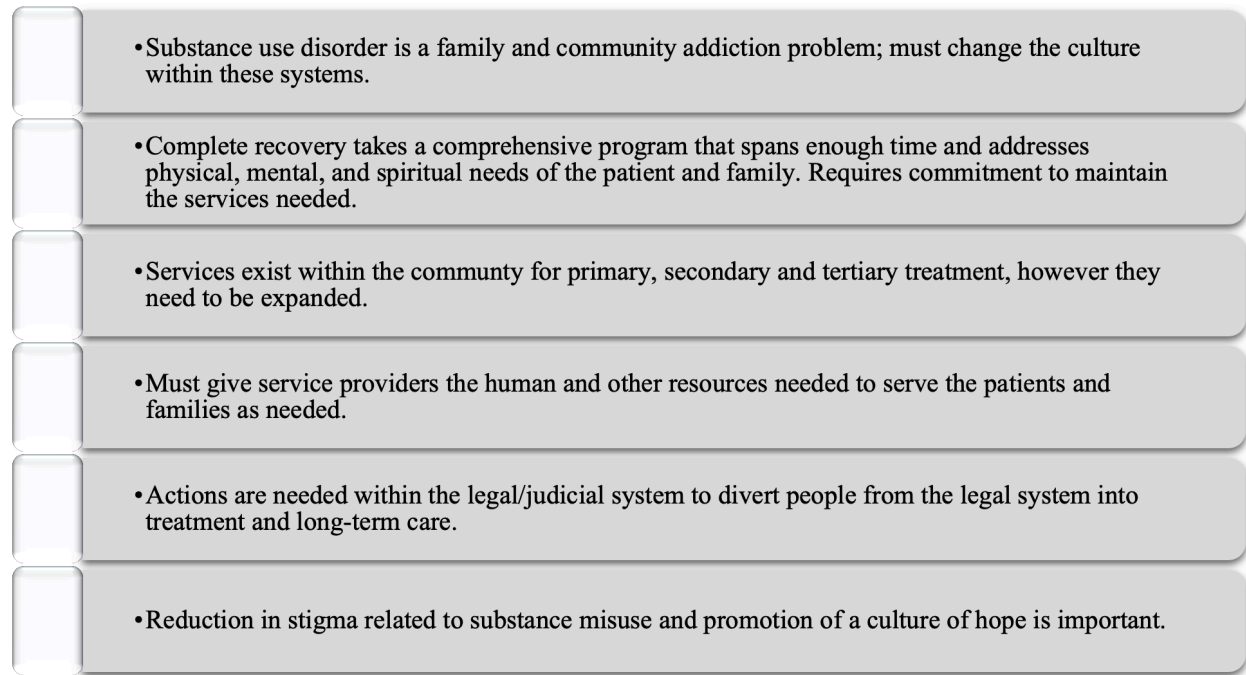 •Substance use disorder is a family and community addiction problem; must change the culture
within these systems.
•Complete recovery takes a comprehensive program that spans enough time and addresses
physical, mental, and spiritual needs of the patient and family. Requires commitment to maintain
the services needed.
•Services exist within the communty for primary, secondary and tertiary treatment, however they
need to be expanded.
•Must give service providers the human and other resources needed to serve the patients and
families as needed.
•Actions are needed within the legal/judicial system to divert people from the legal system into
treatment and long-term care.
•Reduction in stigma related to substance misuse and promotion of a culture of hope is important.